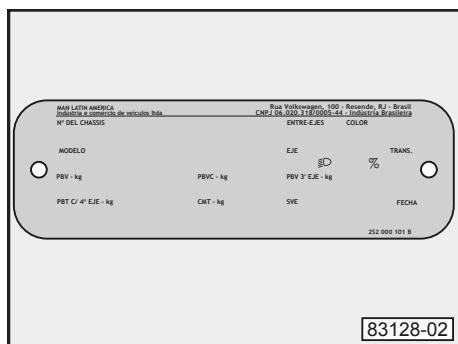 MAN LATIN AMERICA Rua Volkswagen, 100 - Resende, RJ - Brasil
Indústria e comércio de veículos ltda CNPJ 06.020.318/0005-44 - Indústria Brasileira
Nº DEL CHASSIS ENTRE-EJES COLOR
MODELO EJE TRANS.
%
PBV - kg PBVC - kg PBV 3º EJE - kg
PBT C/ 4º EJE - kg CMT - kg SVE FECHA
2S2 000 101 B
83128-02